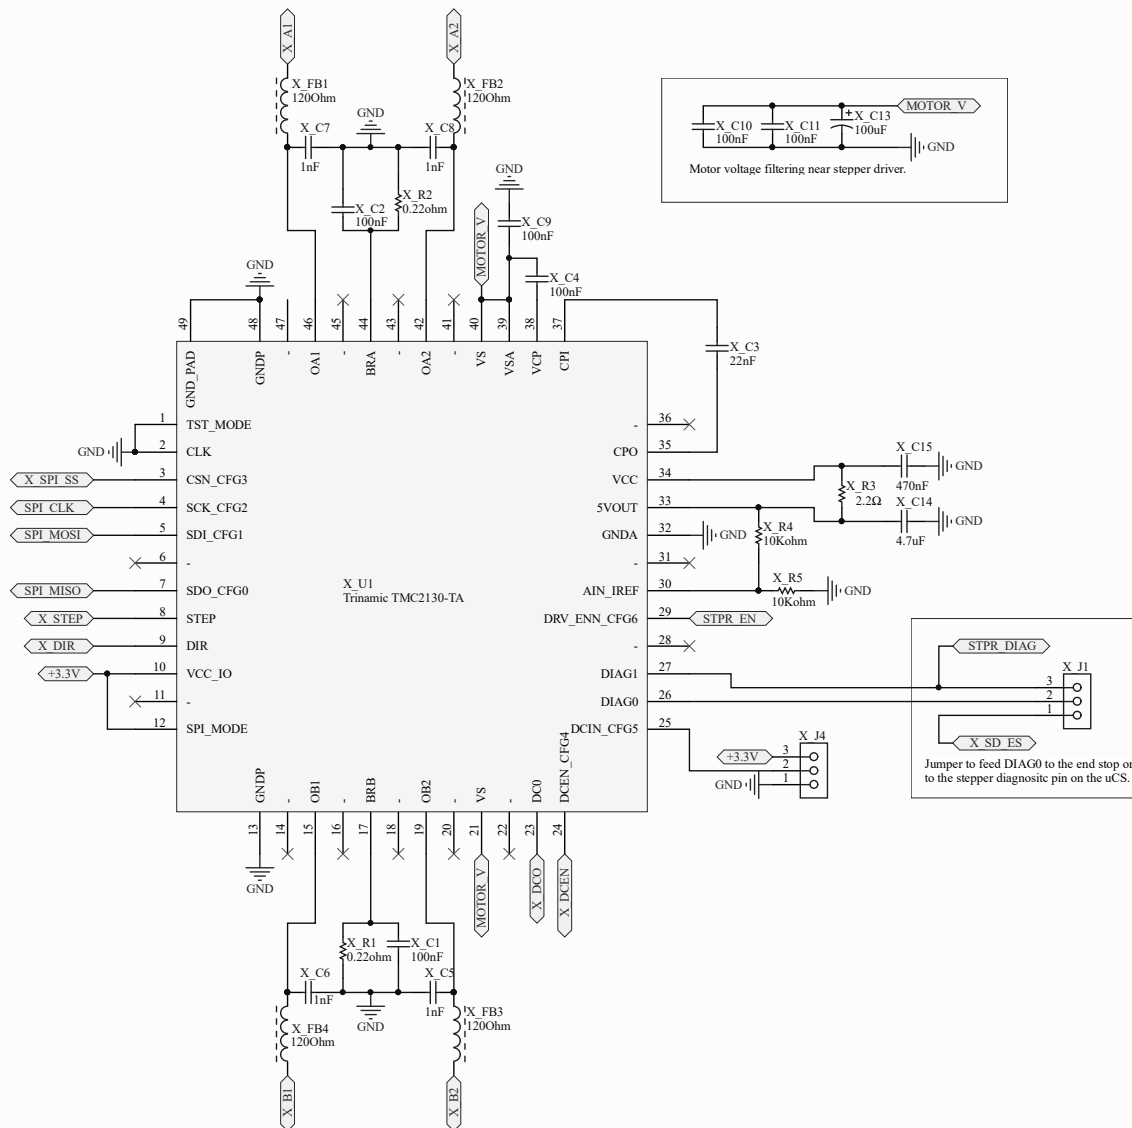 X_A1
X_A2
X_FB1
120Ohm
X_FB2
120Ohm
GND
X_C7
1nF
X_C8
1nF
X_C2
100nF
X_R2
0.22ohm
X_C10
100nF
X_C11
100nF
X_C13
100uF
+
MOTOR_V
GND
Motor voltage filtering near stepper driver.
GND
MOTOR_V
X_C9
100nF
X_C4
100nF
GND
49
48
47
46
45
44
43
42
41
40
39
38
37
GND_PAD
GNDP
-
OA1
-
BRA
-
OA2
-
VS
VSA
VCP
CPI
X_C3
22nF
GND
1 TST_MODE
2 CLK
X_SPI_SS 3 CSN_CFG3
SPI_CLK 4 SCK_CFG2
SPI_MOSI 5 SDI_CFG1
6 -
SPI_MISO 7 SDO_CFG0
X_STEP 8 STEP
X_DIR 9 DIR
+3.3V 10 VCC_IO
11 -
12 SPI_MODE
X_U1
Trinamic TMC2130-TA
- 36
CPO 35
VCC 34
5VOUT 33
GNDA 32
- 31
AIN_IREF 30
DRV_ENN_CFG6 29 STPR_EN
- 28
DIAG1 27
DIAG0 26
DCIN_CFG5 25
X_C15
470nF
GND
X_R3
2.2Ω
X_C14
4.7uF
GND
X_R4
10Kohm
GND
X_R5
10Kohm
GND
STPR_DIAG
X_J1
3
2
1
X_SD_ES
Jumper to feed DIAG0 to the end stop or
to the stepper diagnositc pin on the uCS.
X_J4
+3.3V
3
2
1
GND
GNDP
-
OB1
-
BRB
-
OB2
-
VS
-
DC0
DCEN_CFG4
13
14
15
16
17
18
19
20
21
22
23
24
GND
MOTOR_V
X_DCO
X_DCEN
X_R1
0.22ohm
X_C1
100nF
X_C6
1nF
X_C5
1nF
GND
X_FB4
120Ohm
X_FB3
120Ohm
X_B1
X_B2